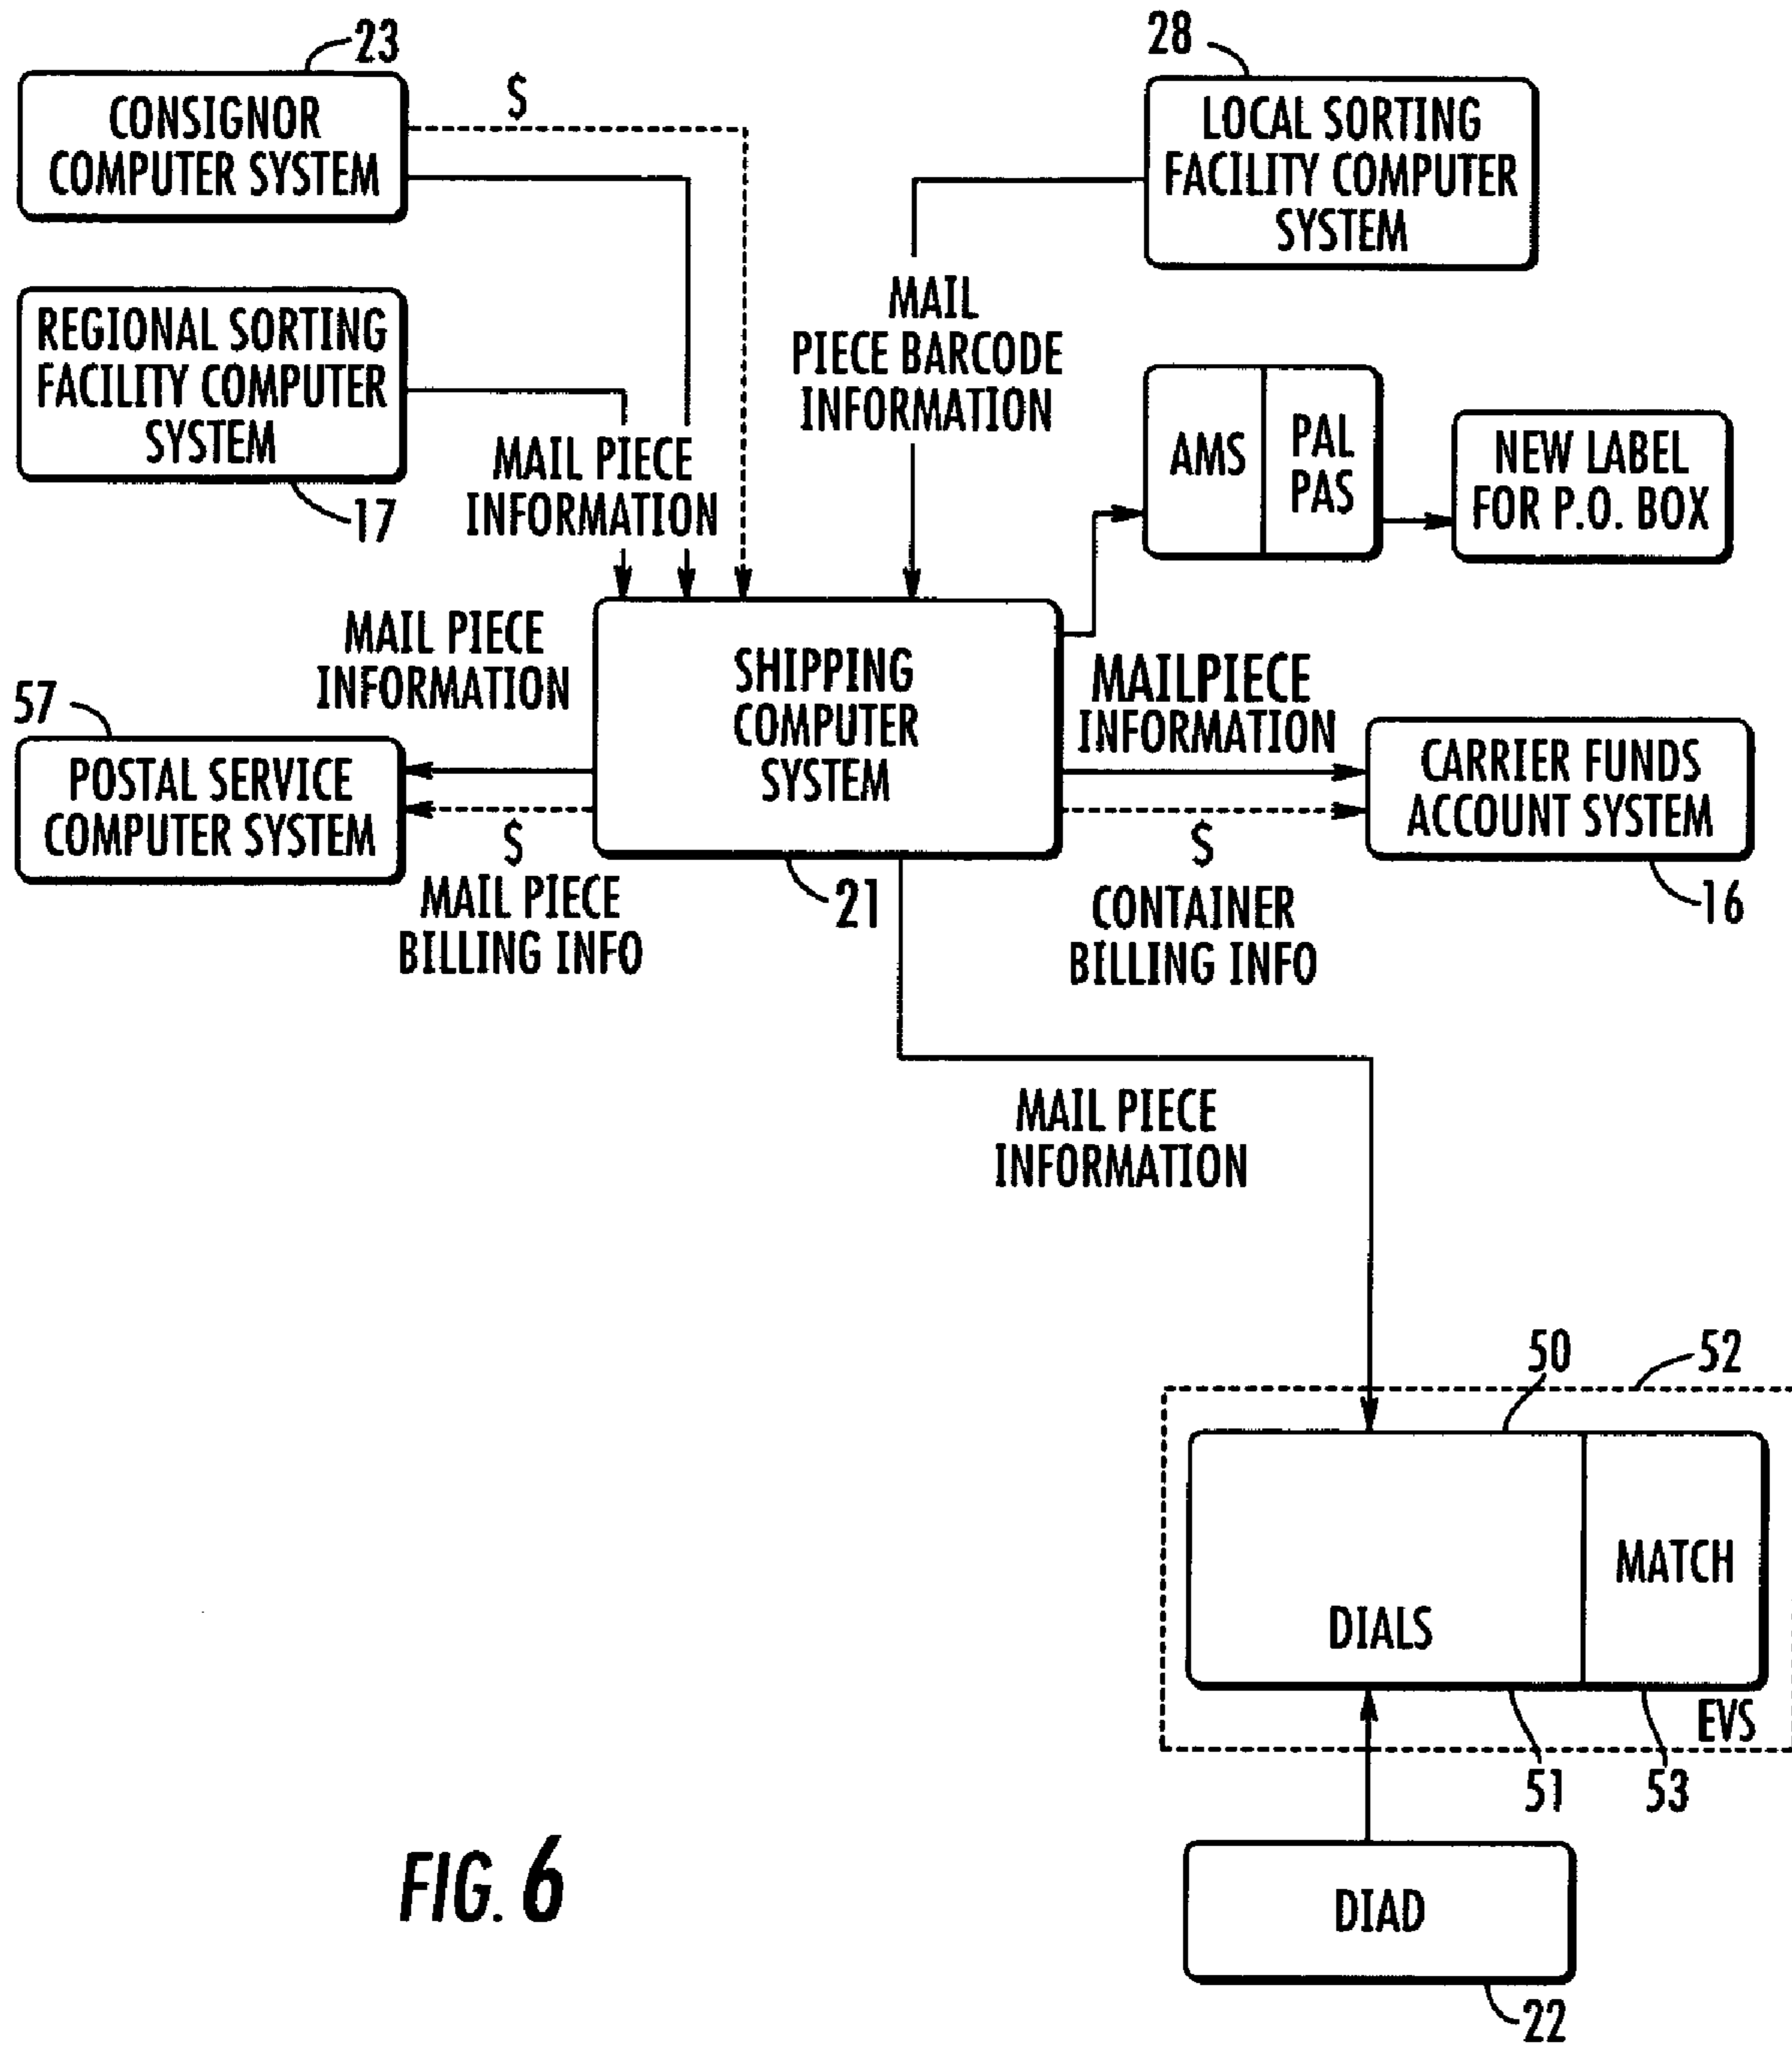 23
CONSIGNOR
COMPUTER SYSTEM
$
28
LOCAL SORTING
FACILITY COMPUTER
SYSTEM
REGIONAL SORTING
FACILITY COMPUTER
SYSTEM
17
MAIL PIECE
INFORMATION
MAIL
PIECE BARCODE
INFORMATION
AMS
PAL
PAS
NEW LABEL
FOR P.O. BOX
MAIL PIECE
INFORMATION
57
POSTAL SERVICE
COMPUTER SYSTEM
$
MAIL PIECE
BILLING INFO
SHIPPING
COMPUTER
SYSTEM
21
MAILPIECE
INFORMATION
$
CONTAINER
BILLING INFO
CARRIER FUNDS
ACCOUNT SYSTEM
16
MAIL PIECE
INFORMATION
50
52
DIALS
MATCH
EVS
51
53
DIAD
22
FIG. 6